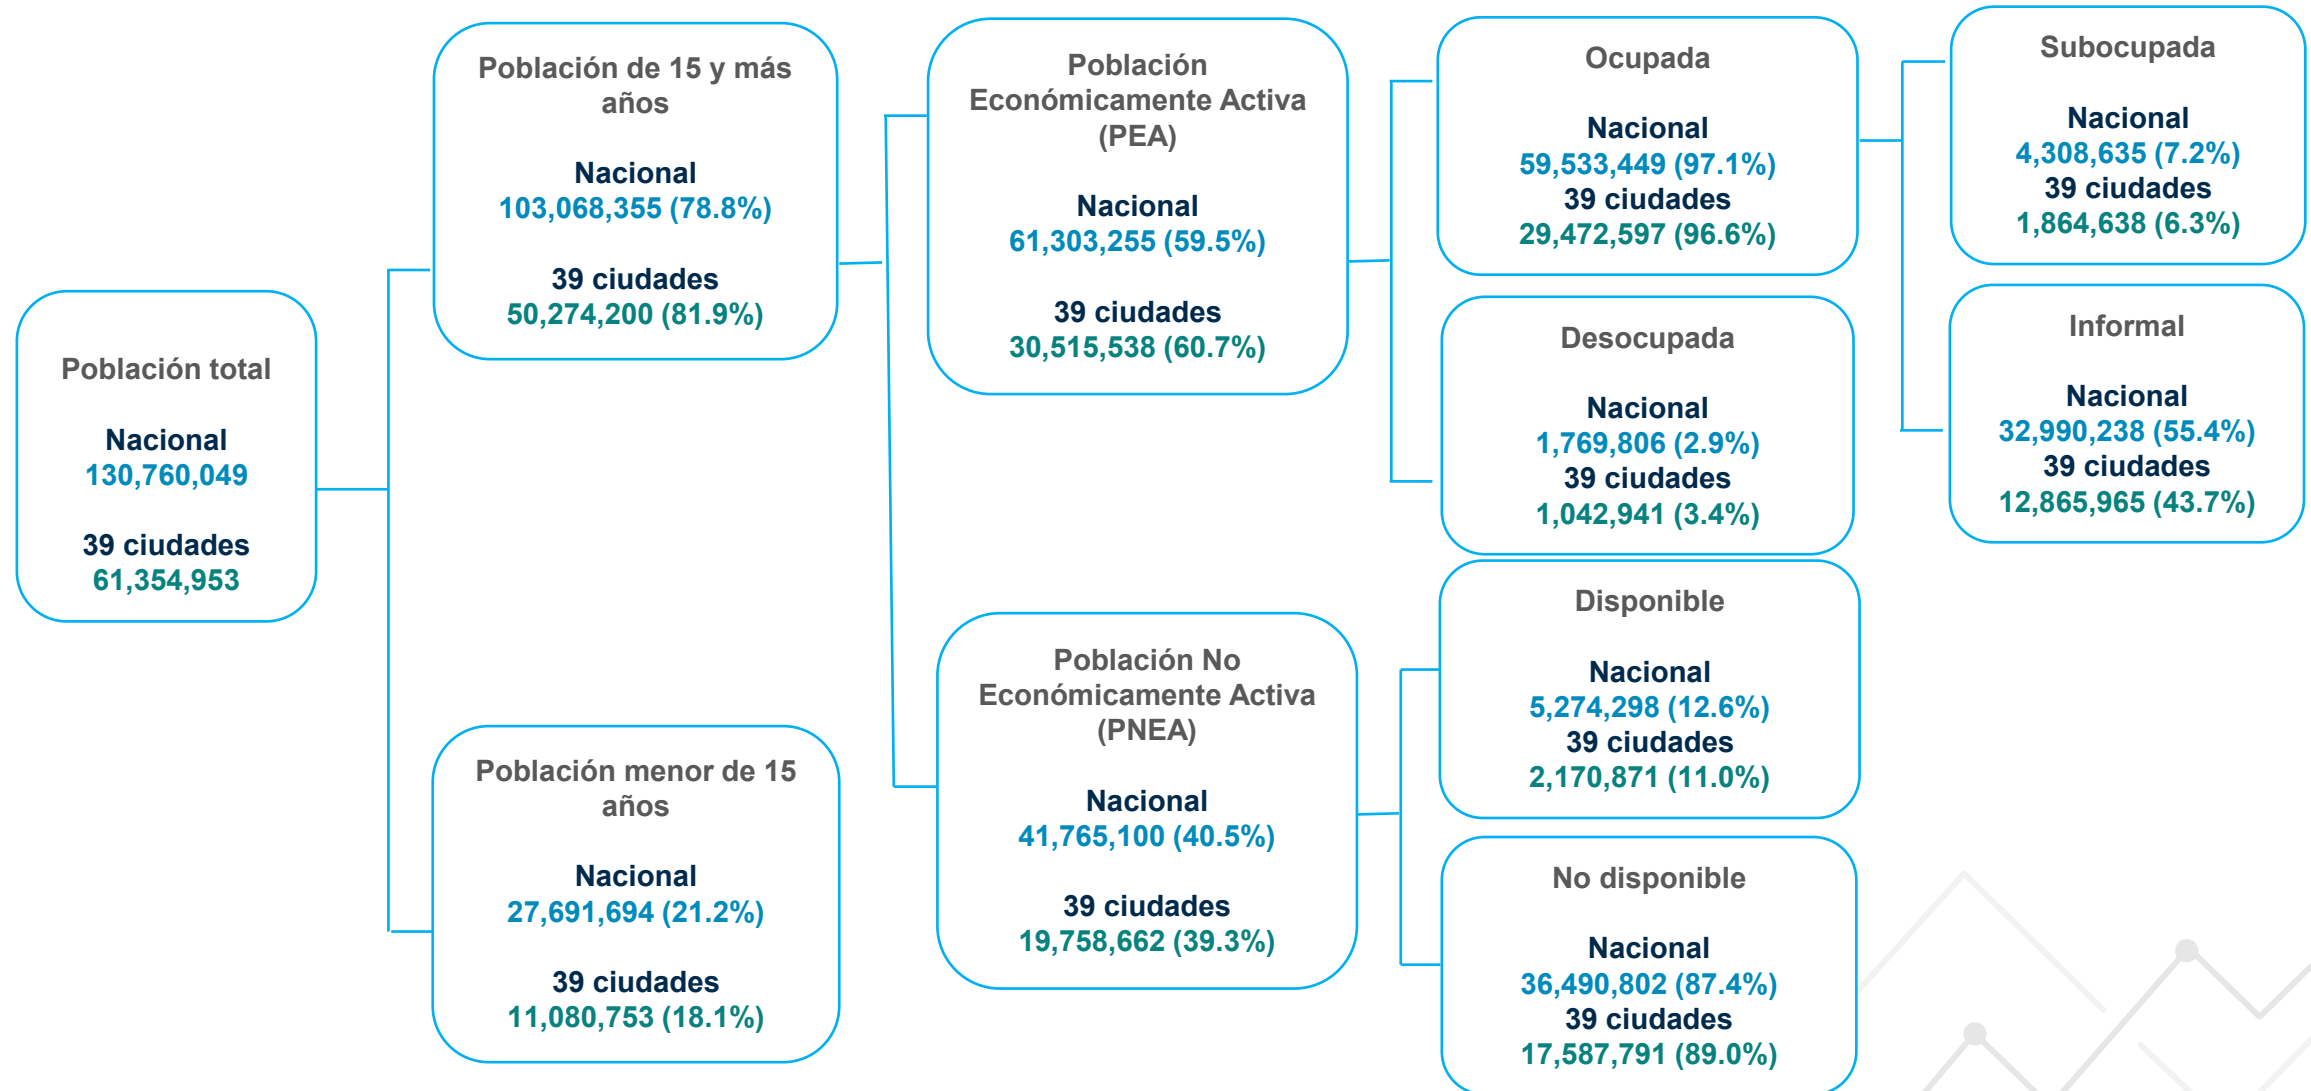 Población total
Nacional
130,760,049
39 ciudades
61,354,953
Población de 15 y más
años
Nacional
103,068,355 (78.8%)
39 ciudades
50,274,200 (81.9%)
Población menor de 15
años
Nacional
27,691,694 (21.2%)
39 ciudades
11,080,753 (18.1%)
Población
Económicamente Activa
(PEA)
Nacional
61,303,255 (59.5%)
39 ciudades
30,515,538 (60.7%)
Población No
Económicamente Activa
(PNEA)
Nacional
41,765,100 (40.5%)
39 ciudades
19,758,662 (39.3%)
Ocupada
Nacional
59,533,449 (97.1%)
39 ciudades
29,472,597 (96.6%)
Desocupada
Nacional
1,769,806 (2.9%)
39 ciudades
1,042,941 (3.4%)
Disponible
Nacional
5,274,298 (12.6%)
39 ciudades
2,170,871 (11.0%)
No disponible
Nacional
36,490,802 (87.4%)
39 ciudades
17,587,791 (89.0%)
Subocupada
Nacional
4,308,635 (7.2%)
39 ciudades
1,864,638 (6.3%)
Informal
Nacional
32,990,238 (55.4%)
39 ciudades
12,865,965 (43.7%)